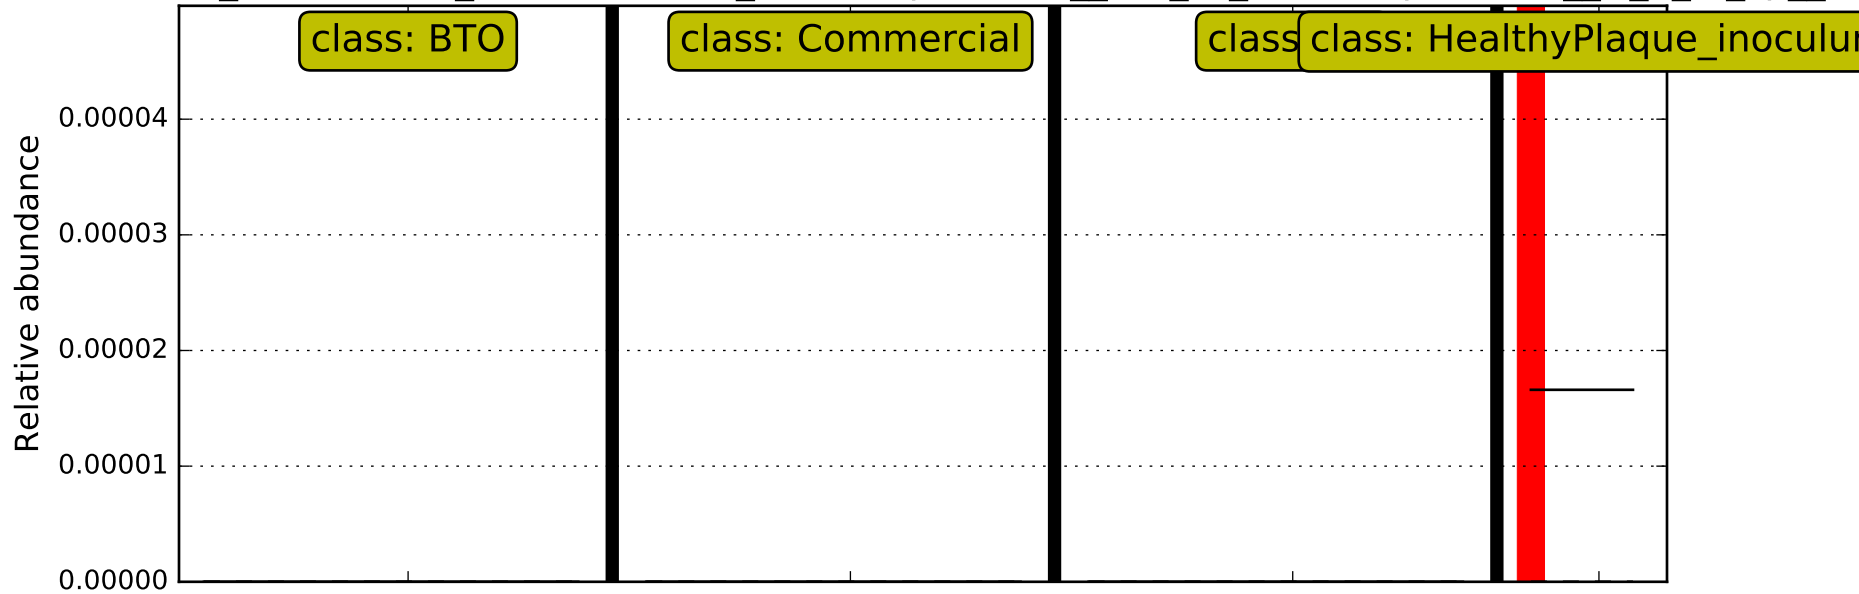 class: BTO
class: Commercial
class
class: HealthyPlaque_inoculu
0.00004
0.00003
0.00002
0.00001
0.00000
Relative abundance